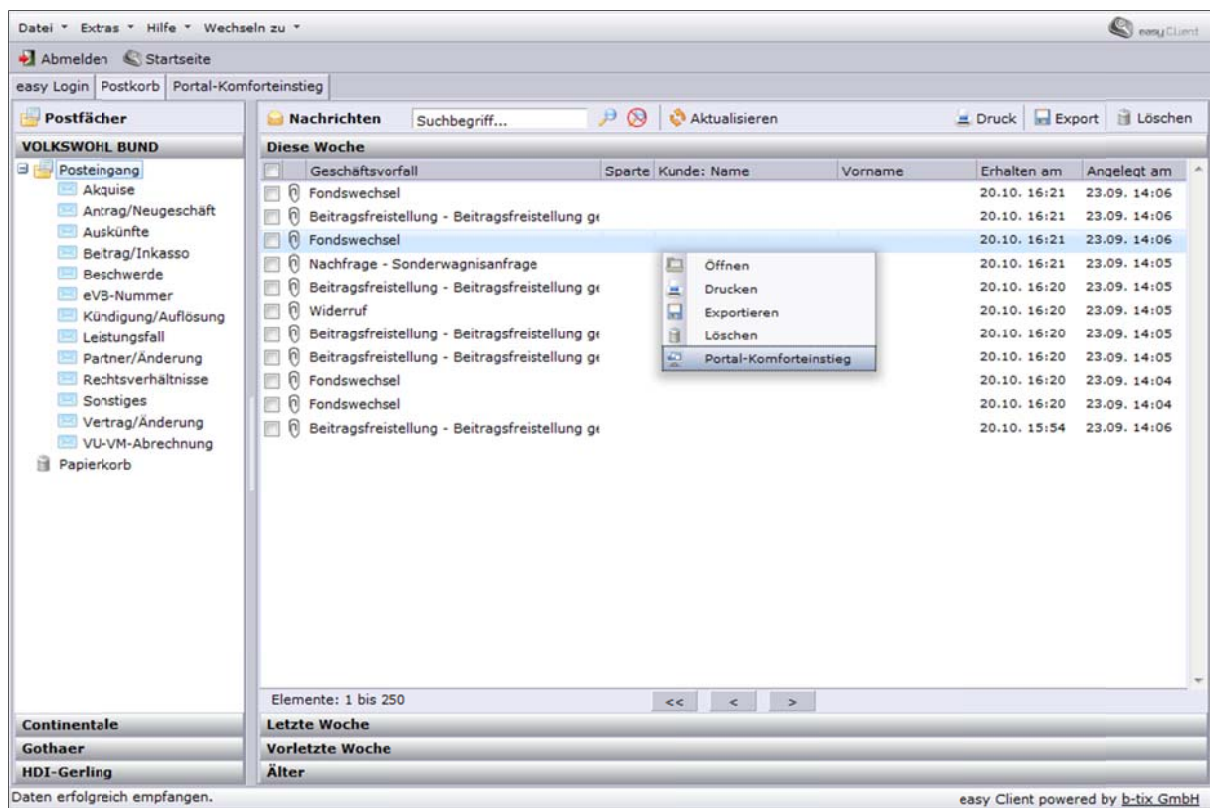 Datei Extras Hilfe Wechseln zu easy Client
Abmelden Startseite
easy Login Postkorb Portal-Komforteinstieg
Postfächer
VOLKSWOHL BUND
Posteingang
Akquise
Antrag/Neugeschäft
Auskünfte
Beitrag/Inkasso
Beschwerde
eVB-Nummer
Kündigung/Auflösung
Leistungsfall
Partner/Änderung
Rechtsverhältnisse
Sonstiges
Vertrag/Änderung
VU-VM-Abrechnung
Papierkorb
Continentale
Gothaer
HDI-Gerling
Nachrichten Suchbegriff... Aktualisieren Druck Export Löschen
Diese Woche
Geschäftsvorfall Sparte Kunde: Name Vorname Erhalten am Angelegt am
Fondswechsel 20.10. 16:21 23.09. 14:06
Beitragsfreistellung - Beitragsfreistellung ge 20.10. 16:21 23.09. 14:06
Fondswechsel 20.10. 16:21 23.09. 14:06
Nachfrage - Sonderwagnisanfrage 20.10. 16:21 23.09. 14:05
Beitragsfreistellung - Beitragsfreistellung ge 20.10. 16:20 23.09. 14:05
Widerruf 20.10. 16:20 23.09. 14:05
Beitragsfreistellung - Beitragsfreistellung ge 20.10. 16:20 23.09. 14:05
Beitragsfreistellung - Beitragsfreistellung ge 20.10. 16:20 23.09. 14:05
Fondswechsel 20.10. 16:20 23.09. 14:04
Fondswechsel 20.10. 16:20 23.09. 14:04
Beitragsfreistellung - Beitragsfreistellung ge 20.10. 15:54 23.09. 14:06
Öffnen
Drucken
Exportieren
Löschen
Portal-Komforteinstieg
Elemente: 1 bis 250 << < >
Letzte Woche
Vorletzte Woche
Älter
Daten erfolgreich empfangen. easy Client powered by b-tix GmbH